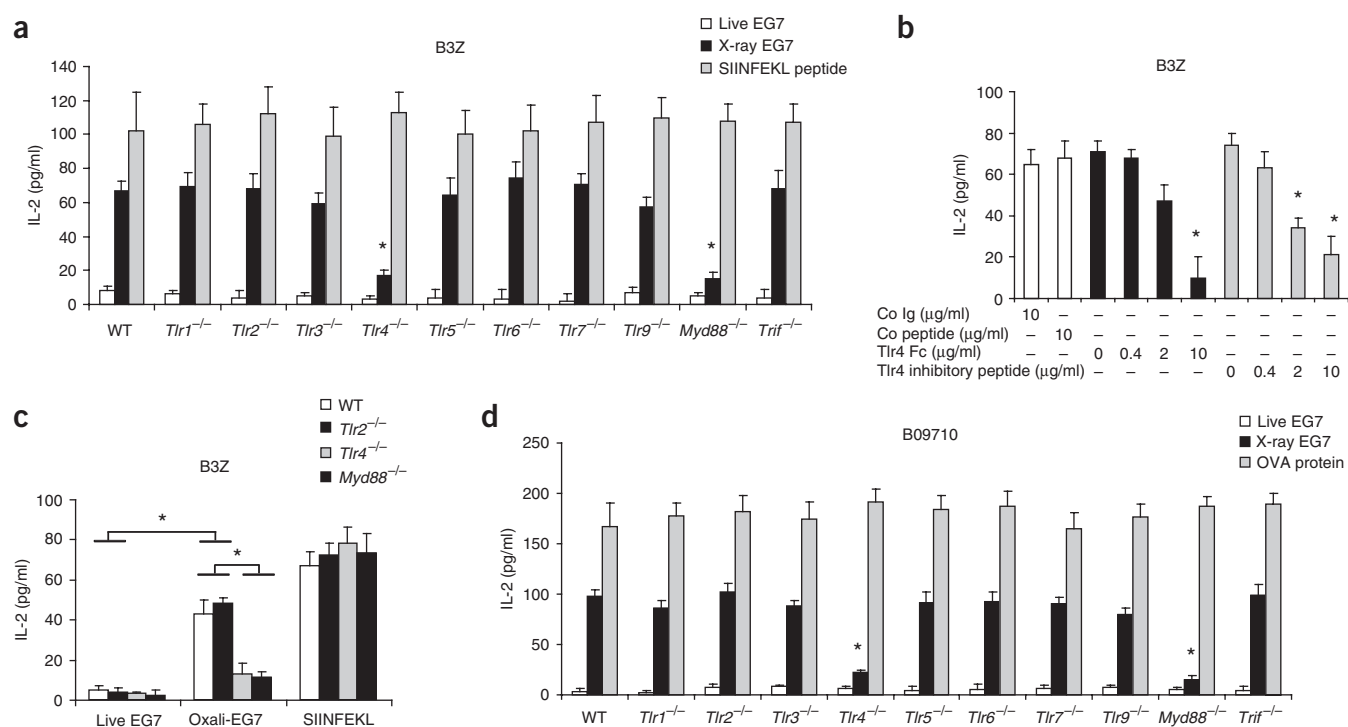 a
B3Z
Live EG7
X-ray EG7
SIINFEKL peptide
IL-2 (pg/ml)
140
120
100
80
60
40
20
0
WT Tlr1–/– Tlr2–/– Tlr3–/– Tlr4–/– Tlr5–/– Tlr6–/– Tlr7–/– Tlr9–/– Myd88–/– Trif–/–
* *
b
B3Z
IL-2 (pg/ml)
80
60
40
60
80
* * *
Co Ig (μg/ml) 10 – – – – – – – – –
Co peptide (μg/ml) – 10 – – – – – – – –
Tlr4 Fc (μg/ml) – – 0 0.4 2 10 – – – –
Tlr4 inhibitory peptide (μg/ml) – – – – – – 0 0.4 2 10
c
WT
Tlr2–/–
Tlr4–/–
Myd88–/–
B3Z
IL-2 (pg/ml)
100
80
60
40
20
0
* *
Live EG7 Oxali-EG7 SIINFEKL
d
B09710
Live EG7
X-ray EG7
OVA protein
IL-2 (pg/ml)
250
200
150
100
50
0
* *
WT Tlr1–/– Tlr2–/– Tlr3–/– Tlr4–/– Tlr5–/– Tlr6–/– Tlr7–/– Tlr9–/– Myd88–/– Trif–/–